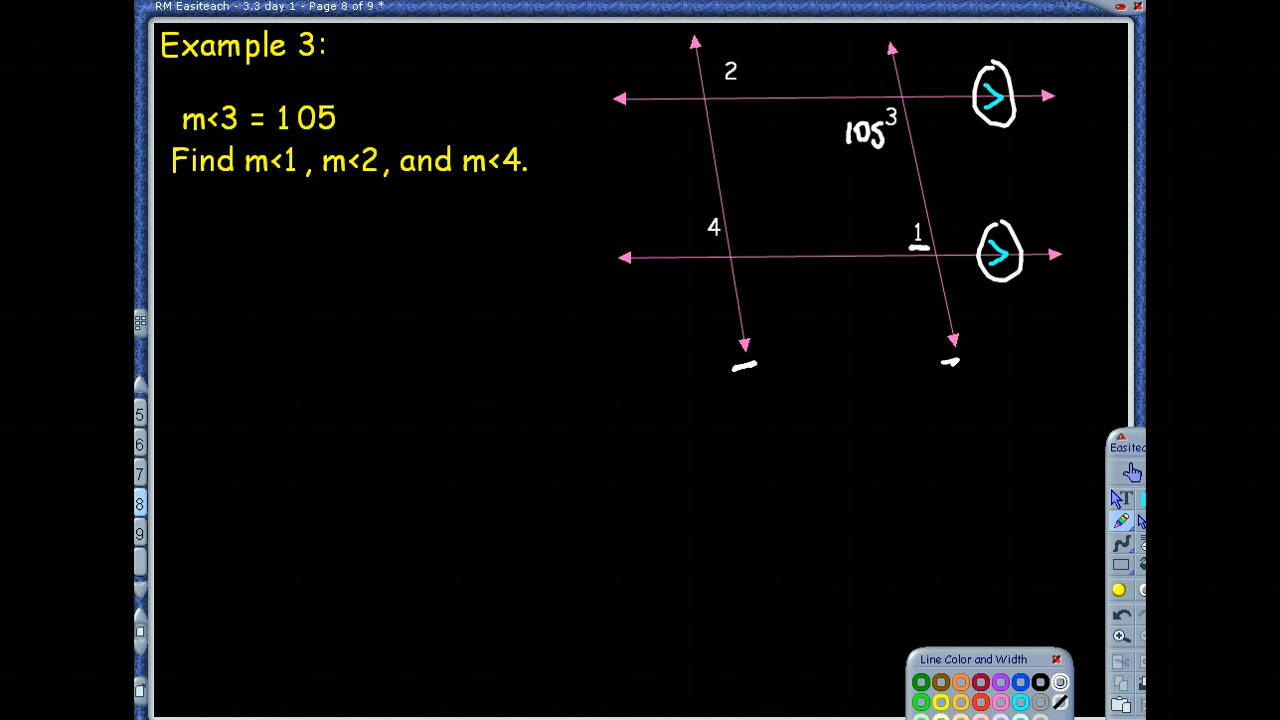 RM Easiteach - 3.3 day 1 - Page 8 of 9 *
Example 3:
m<3 = 105
Find m<1, m<2, and m<4.
2
3
105
4
1
5
6
7
8
9
T
Line Color and Width